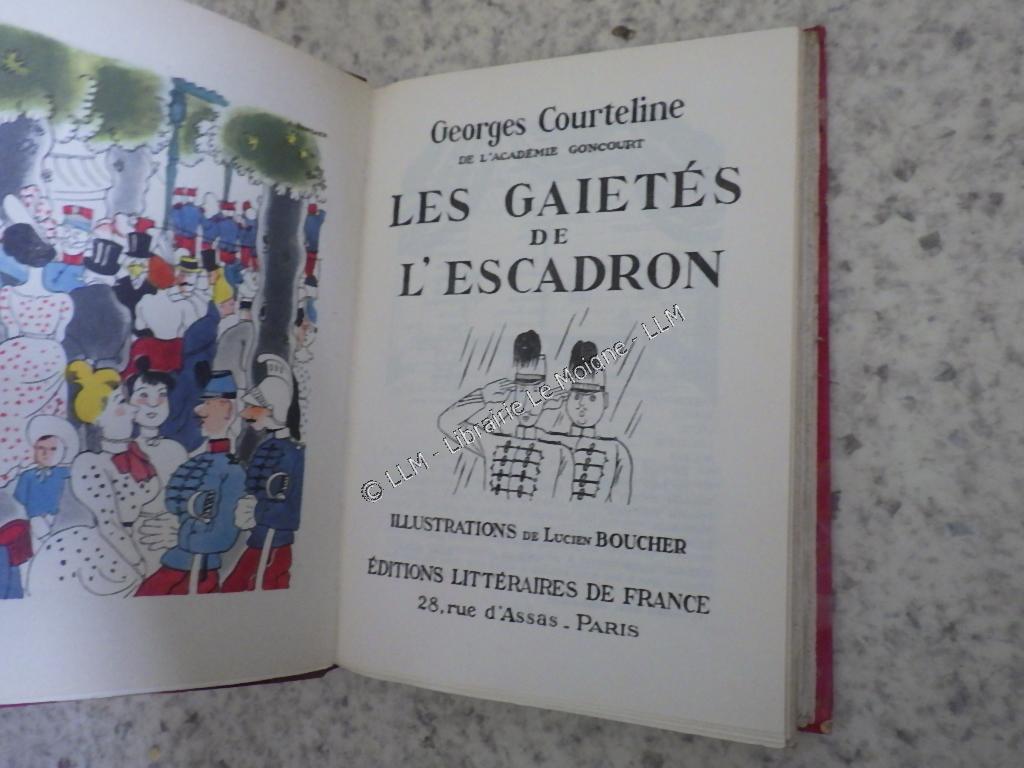 Georges Courteline
DE L'ACADÉMIE GONCOURT
LES GAIETÉS
DE
L'ESCADRON
© LLM - Librairie Le Moigne - LLM
ILLUSTRATIONS DE LUCIEN BOUCHER
ÉDITIONS LITTÉRAIRES DE FRANCE
28, rue d'Assas - PARIS